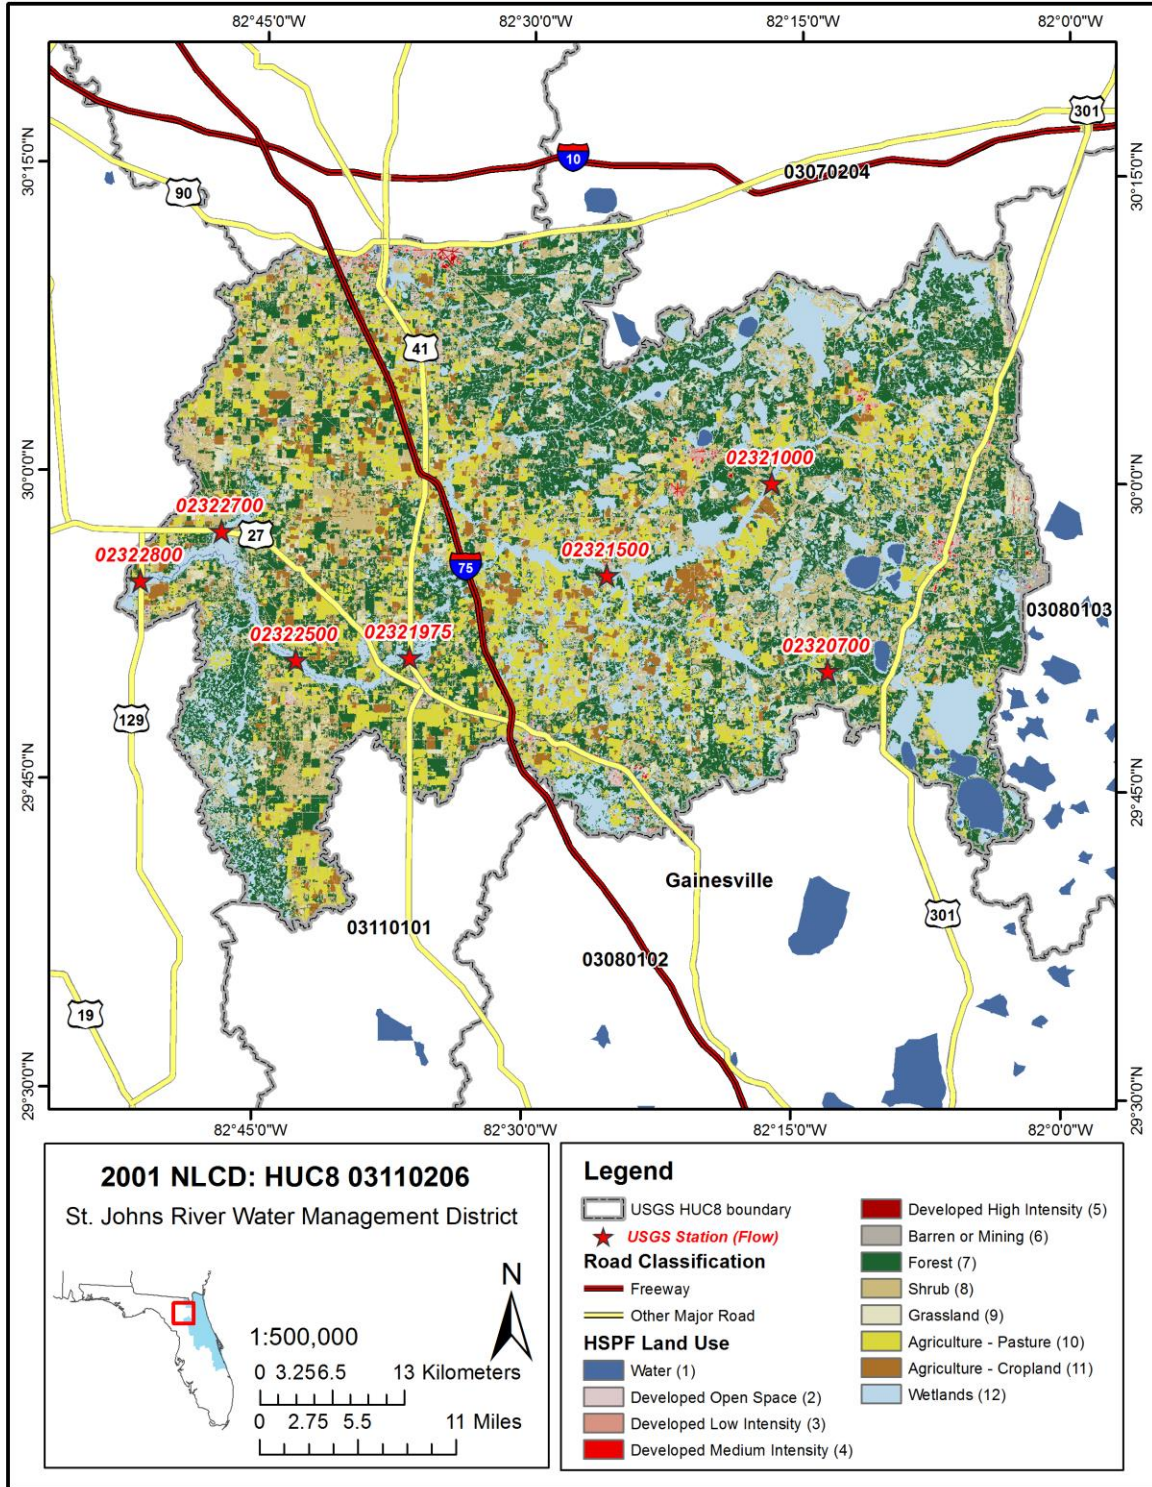 82°45'0"W
82°30'0"W
82°15'0"W
82°0'0"W
301
10
03070204
30°15'0"N
30°15'0"N
90
41
30°0'0"N
30°0'0"N
02321000
02322700
27
02322800
02321500
75
03080103
02322500
02321975
02320700
129
29°45'0"N
29°45'0"N
Gainesville
301
03110101
03080102
19
29°30'0"N
29°30'0"N
82°45'0"W
82°30'0"W
82°15'0"W
82°0'0"W
2001 NLCD: HUC8 03110206
St. Johns River Water Management District
N
1:500,000
0 3.256.5 13 Kilometers
0 2.75 5.5 11 Miles
Legend
USGS HUC8 boundary
USGS Station (Flow)
Road Classification
Freeway
Other Major Road
HSPF Land Use
Water (1)
Developed Open Space (2)
Developed Low Intensity (3)
Developed Medium Intensity (4)
Developed High Intensity (5)
Barren or Mining (6)
Forest (7)
Shrub (8)
Grassland (9)
Agriculture - Pasture (10)
Agriculture - Cropland (11)
Wetlands (12)